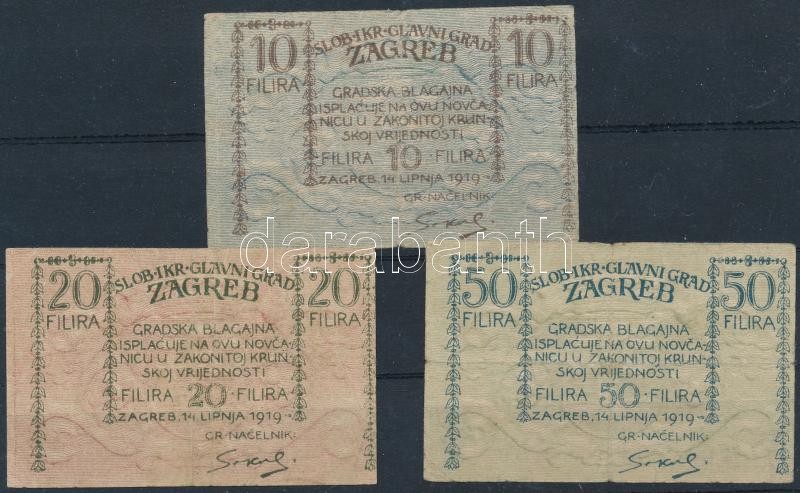 10 SLOB·I KR·GLAVNI GRAD 10
FILIRA ZAGREB FILIRA
GRADSKA BLAGAJNA
ISPLAĆUJE NA OVU NOVČA-
NICU U ZAKONITOJ KRUN-
SKOJ VRIJEDNOSTI
FILIRA 10 ·FILIRA
ZAGREB, 14 LIPNJA 1919
GR·NAČELNIK:
darabanth
20 SLOB·I KR·GLAVNI GRAD 20
FILIRA ZAGREB FILIRA
GRADSKA BLAGAJNA
ISPLAĆUJE NA OVU NOVČA-
NICU U ZAKONITOJ KRUN-
SKOJ VRIJEDNOSTI
FILIRA 20 ·FILIRA
ZAGREB, 14 LIPNJA 1919
GR·NAČELNIK:
50 SLOB·I KR·GLAVNI GRAD 50
FILIRA ZAGREB FILIRA
GRADSKA BLAGAJNA
ISPLAĆUJE NA OVU NOVČA-
NICU U ZAKONITOJ KRUN-
SKOJ VRIJEDNOSTI
FILIRA 50 ·FILIRA
ZAGREB, 14 LIPNJA 1919
GR·NAČELNIK: